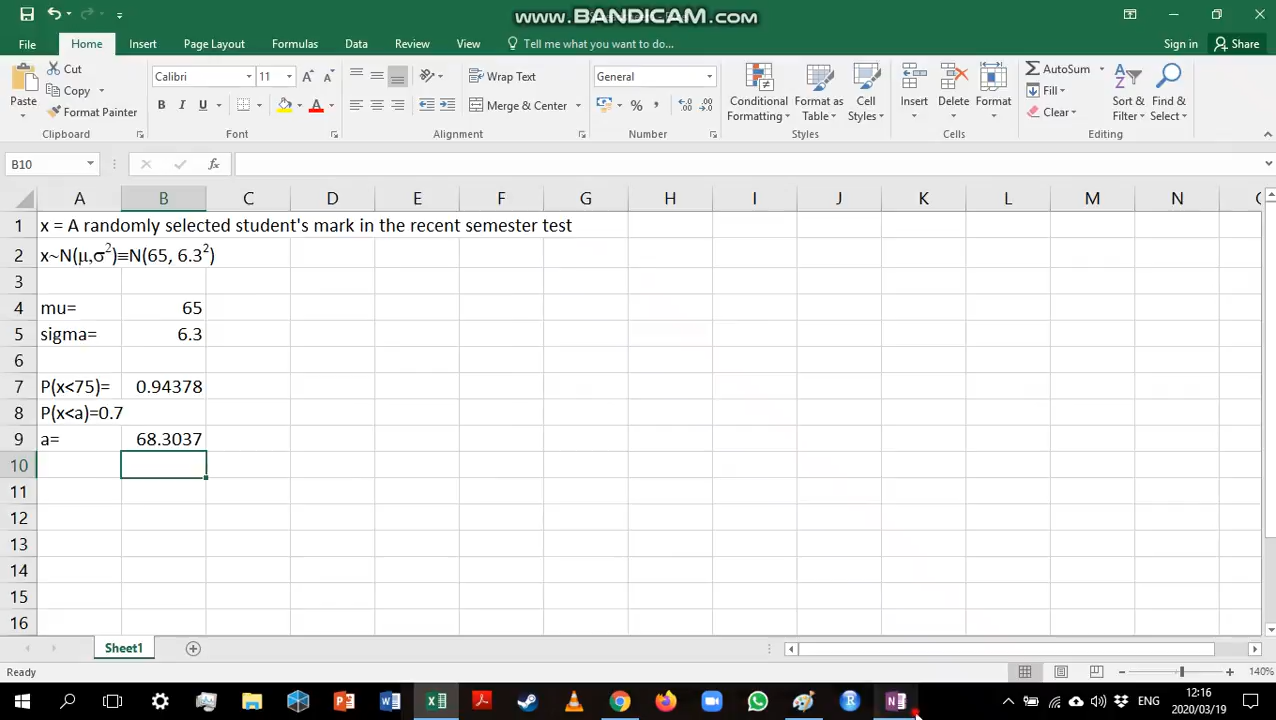 www.BANDICAM.com
File Home Insert Page Layout Formulas Data Review View Tell me what you want to do... Sign in Share
Paste
Cut
Copy
Format Painter
Clipboard
Calibri 11
B I U
Font
Wrap Text
Merge & Center
Alignment
General
%
Number
Conditional Formatting
Format as Table
Cell Styles
Styles
Insert
Delete
Format
Cells
AutoSum
Fill
Clear
Sort & Filter
Find & Select
Editing
B10 fx
A B C D E F G H I J K L M N
1 x = A randomly selected student's mark in the recent semester test
2 x~N(μ,σ²)≡N(65, 6.3²)
3
4 mu= 65
5 sigma= 6.3
6
7 P(x<75)= 0.94378
8 P(x<a)=0.7
9 a= 68.3037
10
11
12
13
14
15
16
Sheet1
Ready 140%
ENG 12:16
2020/03/19